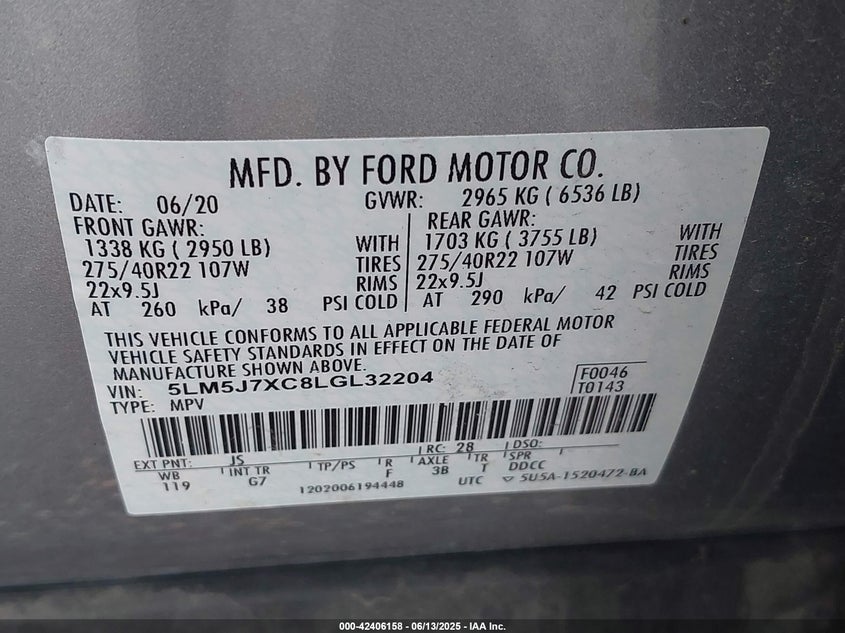 MFD. BY FORD MOTOR CO.
DATE: 06/20 GVWR: 2965 KG ( 6536 LB)
FRONT GAWR: REAR GAWR:
1338 KG ( 2950 LB) WITH 1703 KG ( 3755 LB) WITH
275/40R22 107W TIRES 275/40R22 107W TIRES
22x9.5J RIMS 22x9.5J RIMS
AT 260 kPa/ 38 PSI COLD AT 290 kPa/ 42 PSI COLD
THIS VEHICLE CONFORMS TO ALL APPLICABLE FEDERAL MOTOR
VEHICLE SAFETY STANDARDS IN EFFECT ON THE DATE OF
MANUFACTURE SHOWN ABOVE.
VIN: 5LM5J7XC8LGL32204 F0046
TYPE: MPV T0143
EXT PNT: JS RC: 28 DSO:
WB INT TR TP/PS R AXLE TR SPR
119 G7 F 3B T DDCC
1202006194448 UTC ▽ 5U5A-1520472-BA
000-42406158 - 06/13/2025 - IAA Inc.